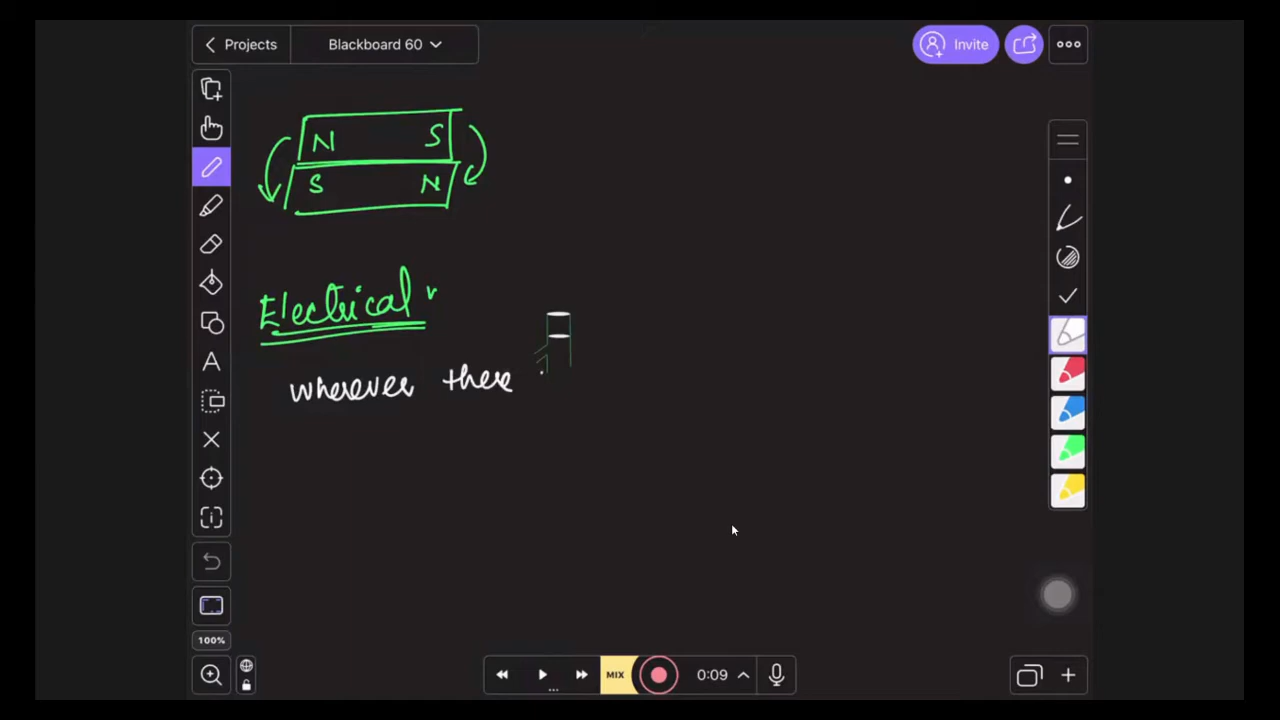 Projects
Blackboard 60
Invite
N S
S N
Electrical
wherever there
A
100%
MIX
0:09